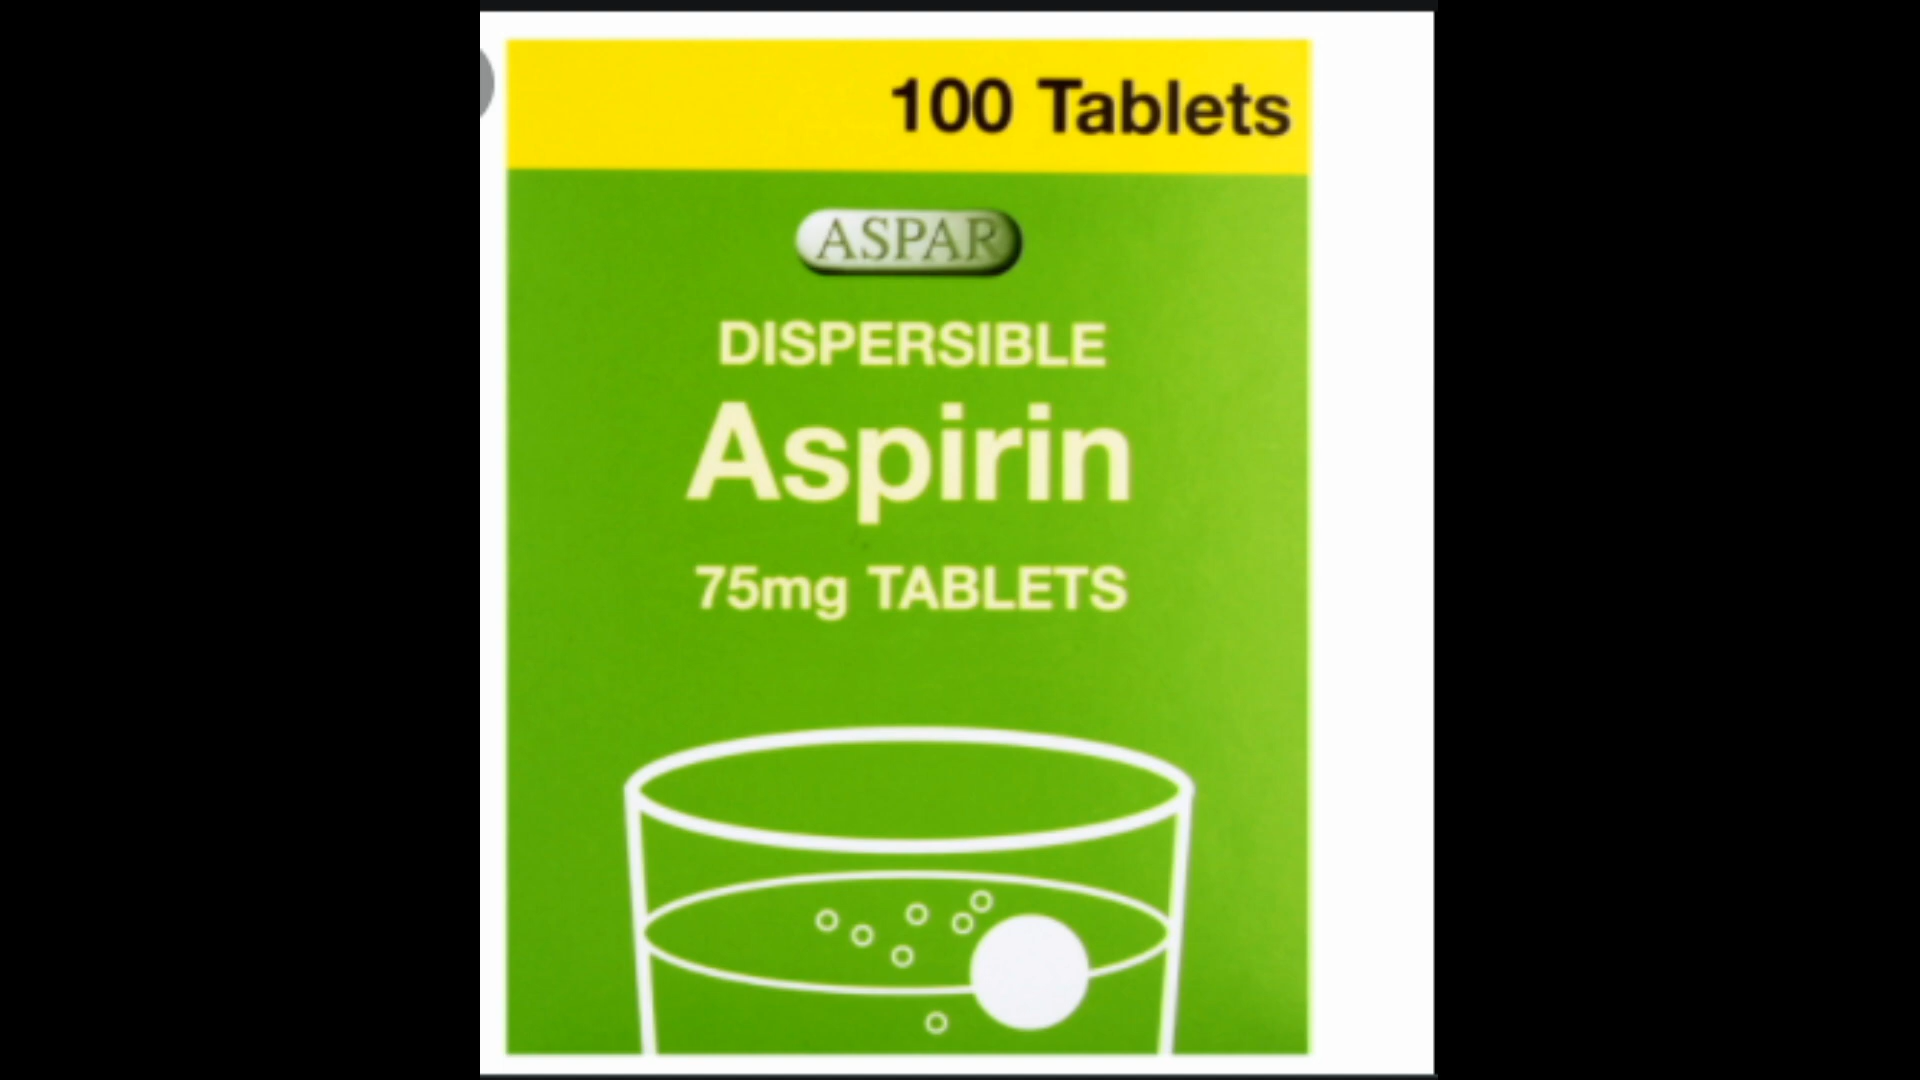 100 Tablets
ASPAR
DISPERSIBLE
Aspirin
75mg TABLETS